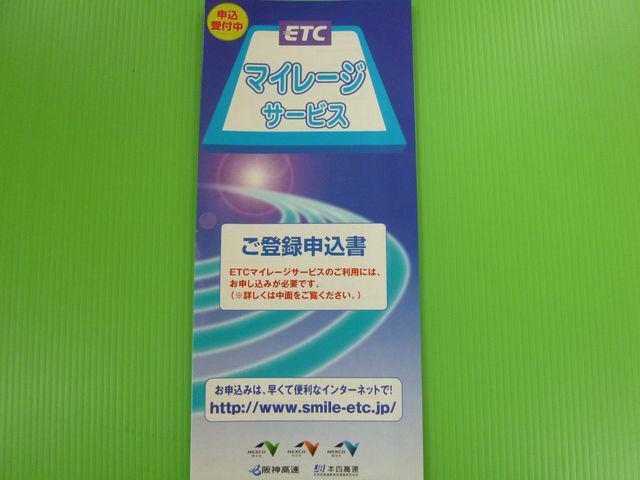 申込
受付中
ETC
マイレージ
サービス
ご登録申込書
ETCマイレージサービスのご利用には、
お申し込みが必要です。
(※詳しくは中面をご覧ください。)
お申込みは、早くて便利なインターネットで!
http://www.smile-etc.jp/
NEXCO NEXCO NEXCO
阪神高速 JB本四高速